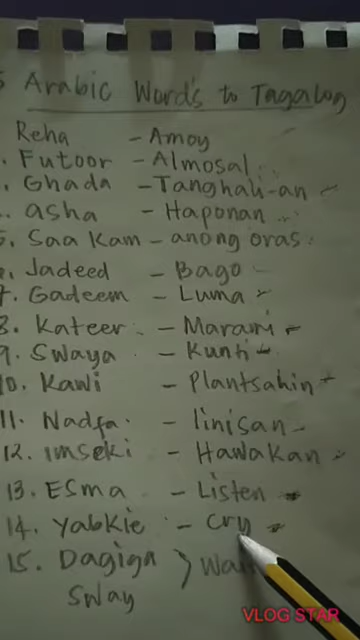 5 Arabic Words to Tagalog
Reha - Amoy
. Futoor - Almosal
. Ghada - Tanghali-an
. asha - Haponan
5. Saa Kam - anong oras
. Jadeed - Bago
7. Gadeem - Luma
8. Kateer - Marami
9. Swaya - Kunti
10. Kawi - Plantsahin
11. Nadfa - linisan
12. imseki - Hawakan
13. Esma - Listen
14. Yabkie - cry
15. Dagiga
Sway
VLOG STAR